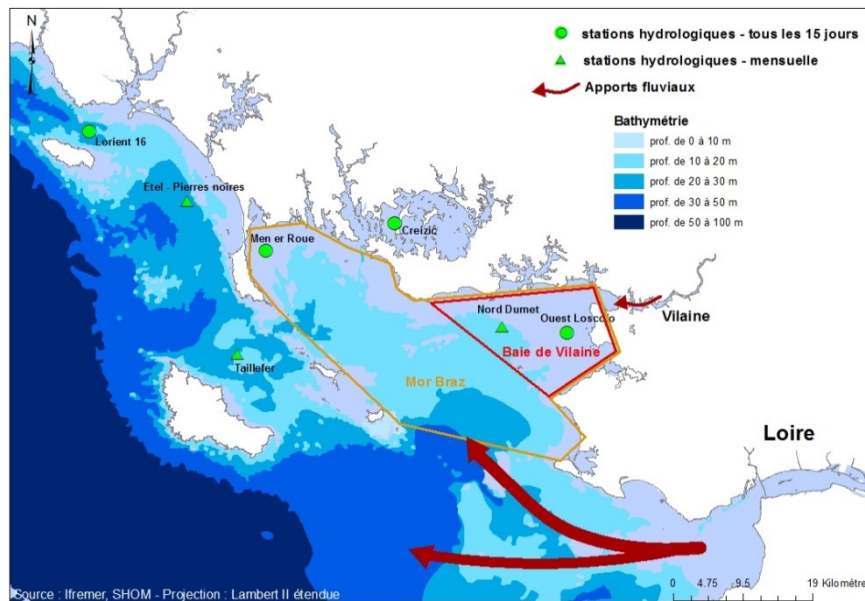 N
stations hydrologiques - tous les 15 jours
stations hydrologiques - mensuelle
Apports fluviaux
Bathymétrie
prof. de 0 à 10 m
prof. de 10 à 20 m
prof. de 20 à 30 m
prof. de 30 à 50 m
prof. de 50 à 100 m
Lorient 16
Etel - Pierres noires
Men er Roue
Creizic
Nord Dumet
Ouest Loscolo
Vilaine
Baie de Vilaine
Taillefer
Mor Braz
Loire
0 4.75 9.5 19 Kilomètre
Source : Ifremer, SHOM - Projection : Lambert II étendue